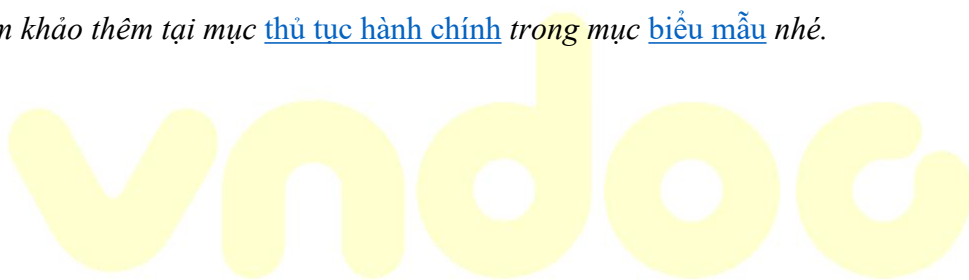 khảo thêm tại mục thủ tục hành chính trong mục biểu mẫu nhé.
vndoc